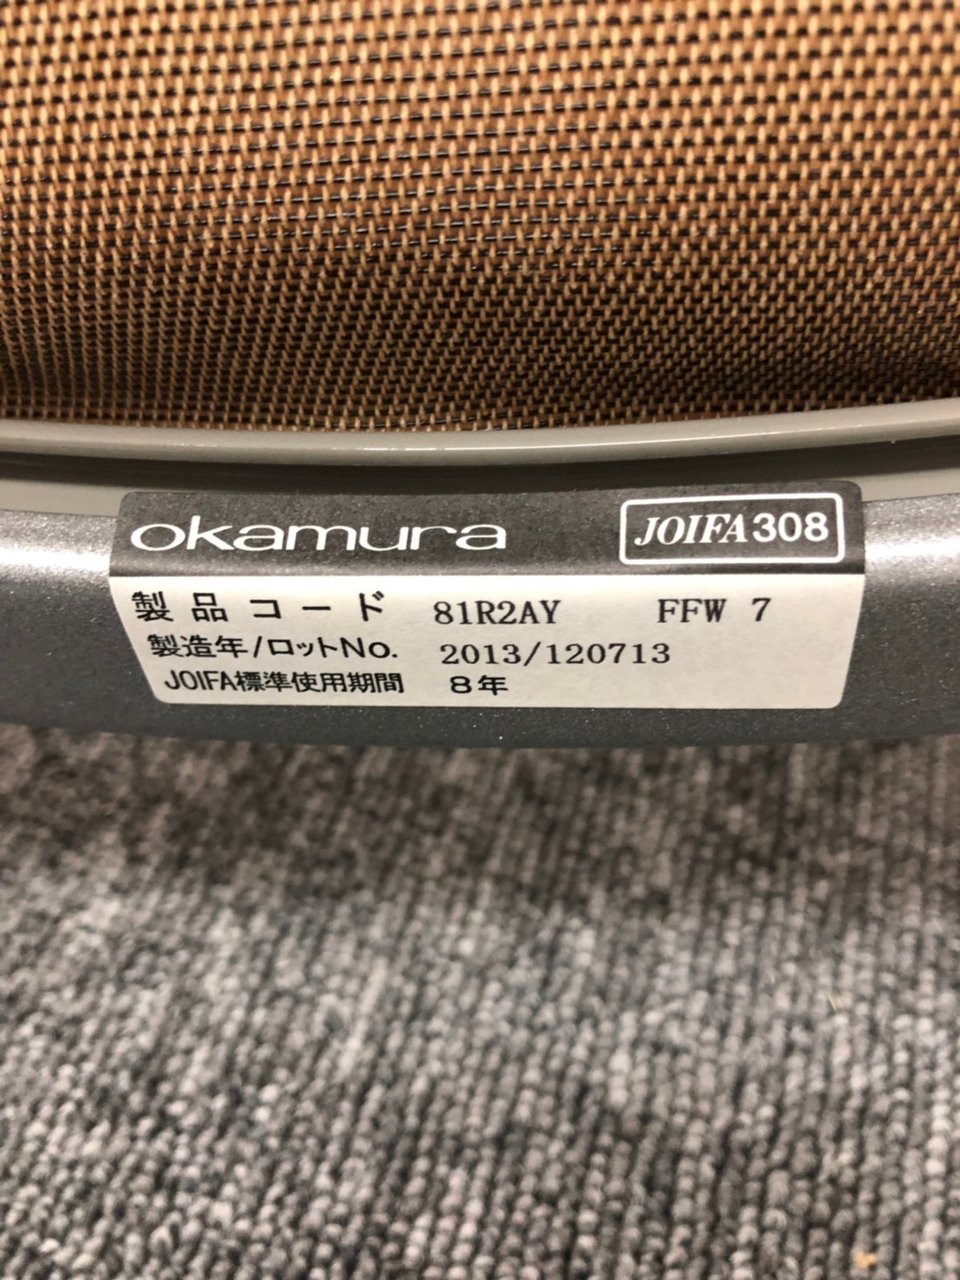 okamura JOIFA308
製品コード 81R2AY FFW 7
製造年/ロットNo. 2013/120713
JOIFA標準使用期間 8年